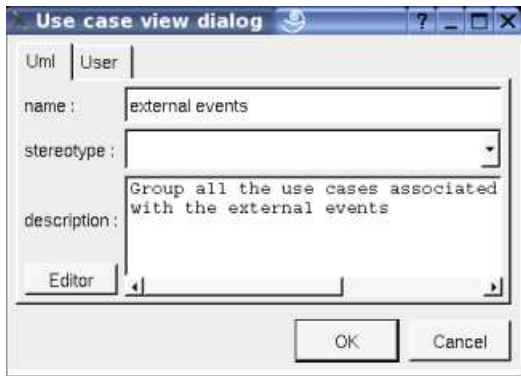 Use case view dialog ?
Uml User
name : external events
stereotype :
description : Group all the use cases associated
with the external events
Editor
OK Cancel